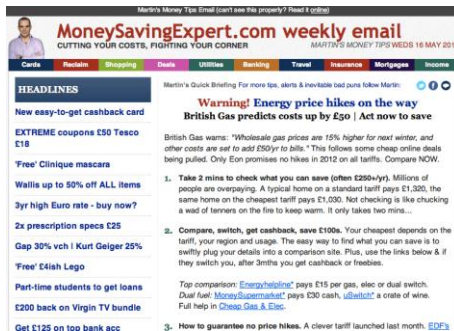 Martin's Money Tips Email (can't see this properly? Read it online)
MoneySavingExpert.com weekly email
CUTTING YOUR COSTS, FIGHTING YOUR CORNER
MARTIN'S MONEY TIPS WEDS 16 MAY 201
Cards Reclaim Shopping Deals Utilities Banking Travel Insurance Mortgages Income
HEADLINES
New easy-to-get cashback card
EXTREME coupons £50 Tesco
£18
'Free' Clinique mascara
Wallis up to 50% off ALL items
3yr high Euro rate - buy now?
2x prescription specs £25
Gap 30% vch | Kurt Geiger 25%
'Free' £4ish Lego
Part-time students to get loans
£200 back on Virgin TV bundle
Get £125 on top bank acc
Martin's Quick Briefing For more tips, alerts & inevitable bad puns follow Martin:
Warning! Energy price hikes on the way
British Gas predicts costs up by £50 | Act now to save
British Gas warns: "Wholesale gas prices are 15% higher for next winter, and
other costs are set to add £50/yr to bills." This follows some cheap online deals
being pulled. Only Eon promises no hikes in 2012 on all tariffs. Compare NOW.
1. Take 2 mins to check what you can save (often £250+/yr). Millions of
people are overpaying. A typical home on a standard tariff pays £1,320, the
same home on the cheapest tariff pays £1,030. Not checking is like chucking
a wad of tenners on the fire to keep warm. It only takes two mins...
2. Compare, switch, get cashback, save £100s. Your cheapest depends on the
tariff, your region and usage. The easy way to find what you can save is to
swiftly plug your details into a comparison site. Plus, use the links below & if
they switch you, after 3mths you get cashback or freebies.
Top comparison: Energyhelpline* pays £15 per gas, elec or dual switch.
Dual fuel: MoneySupermarket* pays £30 cash, uSwitch* a crate of wine.
Full help in Cheap Gas & Elec.
3. How to guarantee no price hikes. A clever tariff launched last month. EDF's